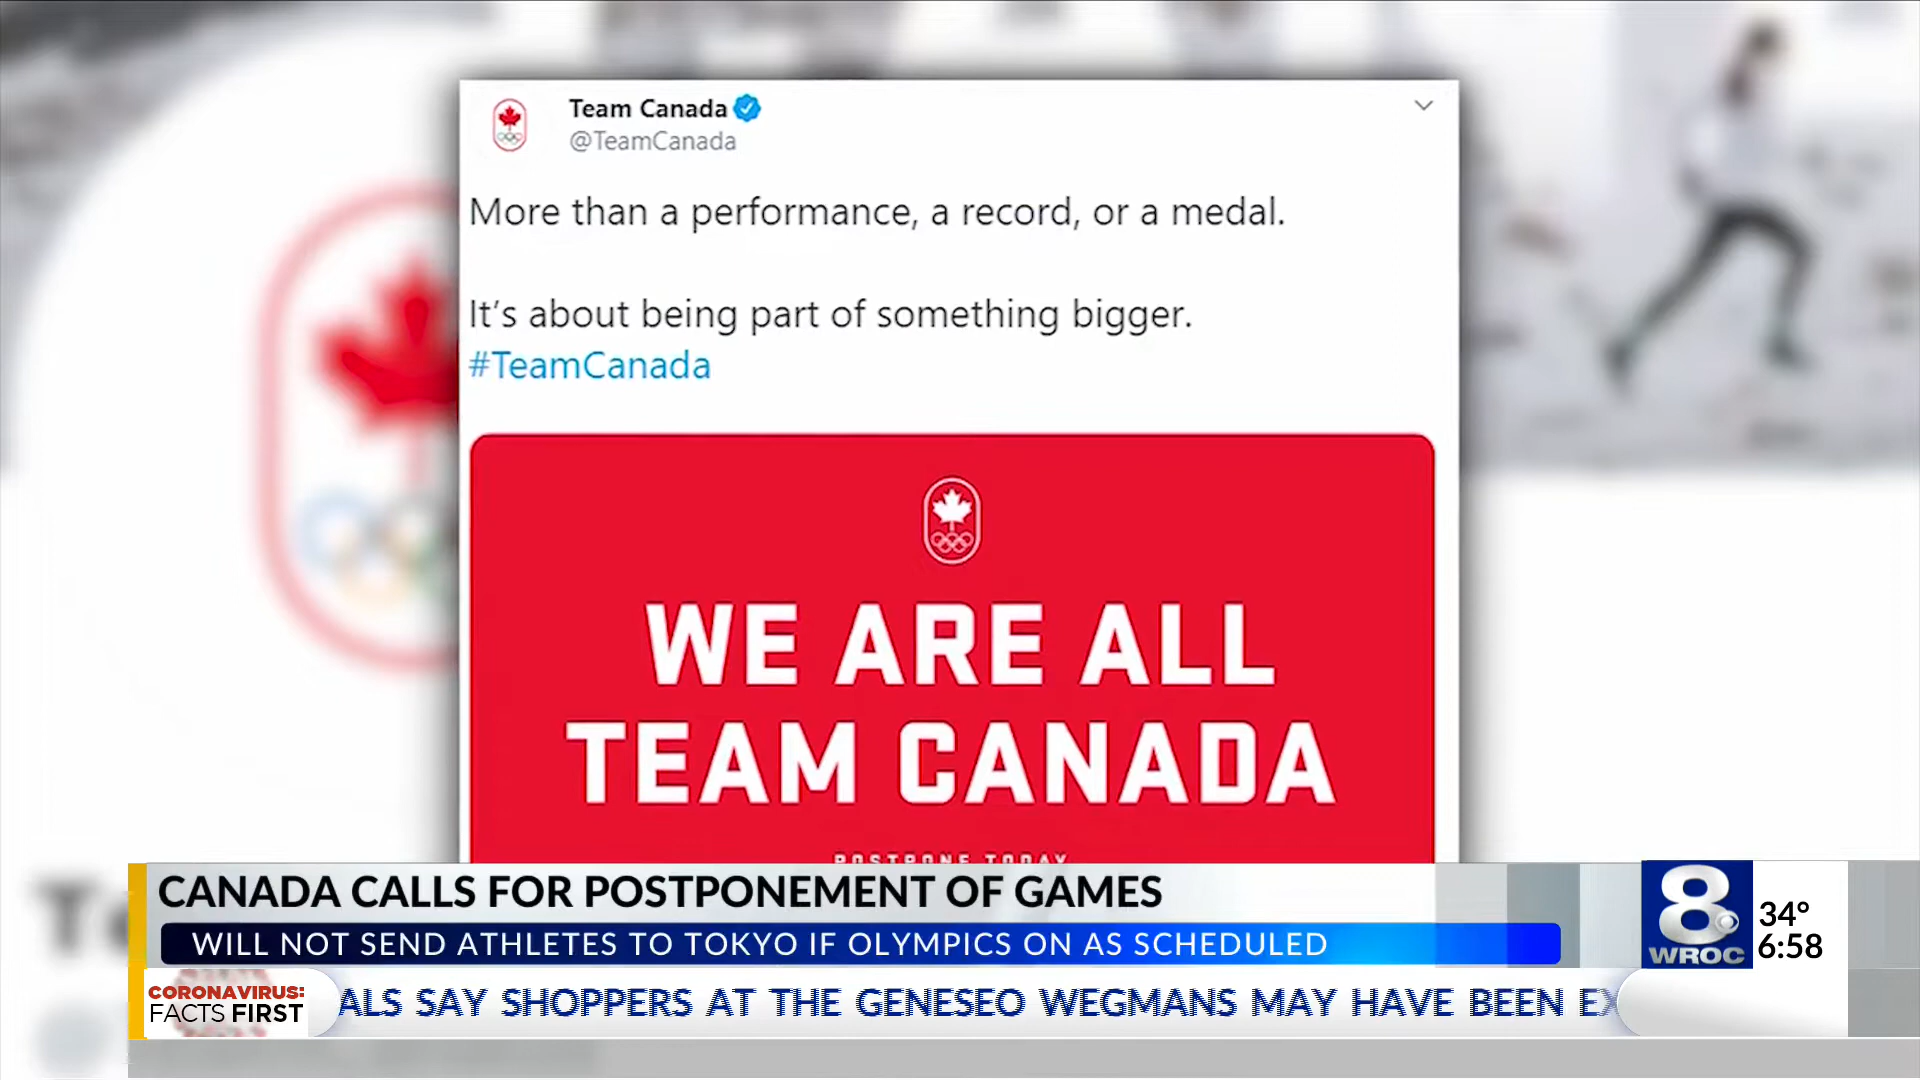 Team Canada
@TeamCanada
More than a performance, a record, or a medal.
It's about being part of something bigger.
#TeamCanada
WE ARE ALL
TEAM CANADA
POSTPONE TODAY
CANADA CALLS FOR POSTPONEMENT OF GAMES
WILL NOT SEND ATHLETES TO TOKYO IF OLYMPICS ON AS SCHEDULED
8
WROC
34°
6:58
CORONAVIRUS:
FACTS FIRST
ALS SAY SHOPPERS AT THE GENESEO WEGMANS MAY HAVE BEEN EX